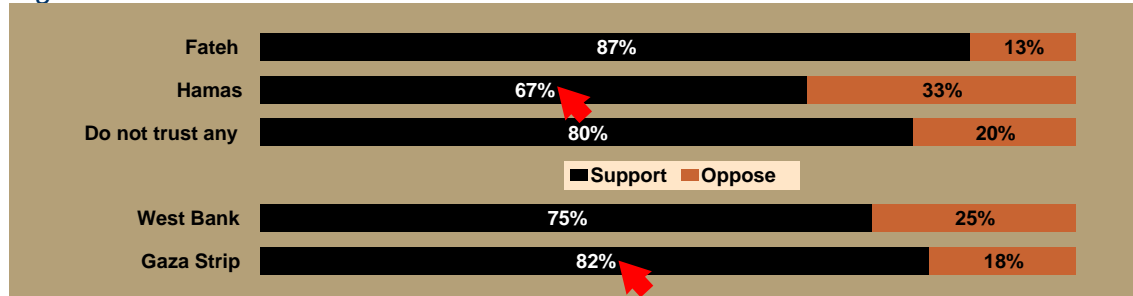 Fateh 87% 13%
Hamas 67% 33%
Do not trust any 80% 20%
Support Oppose
West Bank 75% 25%
Gaza Strip 82% 18%